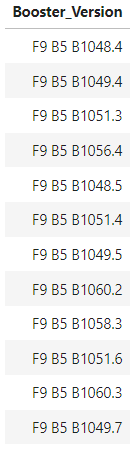 Booster_Version
F9 B5 B1048.4
F9 B5 B1049.4
F9 B5 B1051.3
F9 B5 B1056.4
F9 B5 B1048.5
F9 B5 B1051.4
F9 B5 B1049.5
F9 B5 B1060.2
F9 B5 B1058.3
F9 B5 B1051.6
F9 B5 B1060.3
F9 B5 B1049.7